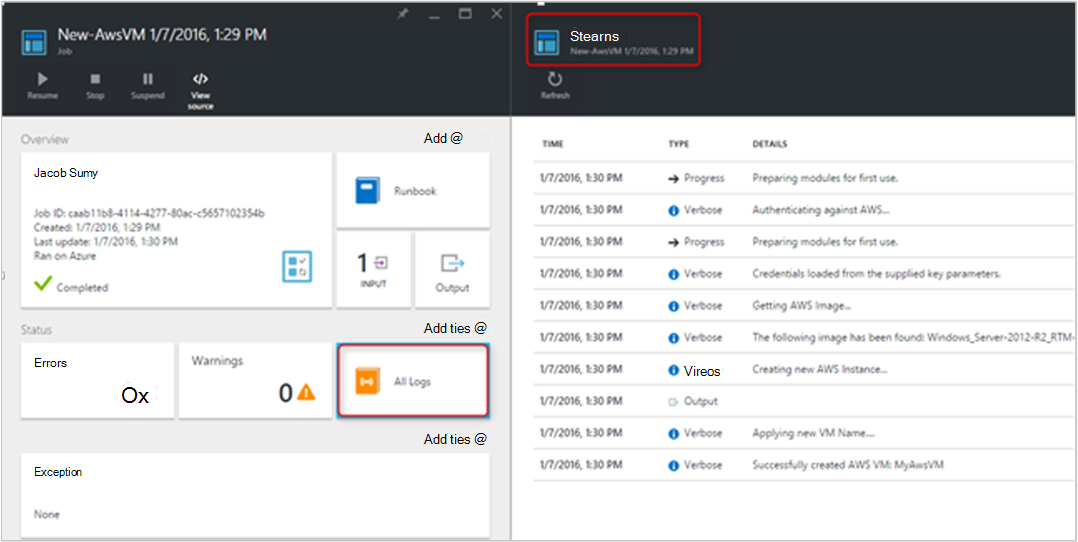 New-AwsVM 1/7/2016, 1:29 PM
Job
Resume
Stop
Suspend
View source
Overview
Add @
Jacob Sumy
Job ID: caab11b8-4114-4277-80ac-c5657102354b
Created: 1/7/2016, 1:29 PM
Last update: 1/7/2016, 1:30 PM
Ran on Azure
Completed
Runbook
1
INPUT
Output
Status
Add ties @
Errors
Ox
Warnings
0
All Logs
Add ties @
Exception
None
Stearns
New-AwsVM 1/7/2016, 1:29 PM
Refresh
TIME TYPE DETAILS
1/7/2016, 1:30 PM Progress Preparing modules for first use.
1/7/2016, 1:30 PM Verbose Authenticating against AWS...
1/7/2016, 1:30 PM Progress Preparing modules for first use.
1/7/2016, 1:30 PM Verbose Credentials loaded from the supplied key parameters.
1/7/2016, 1:30 PM Verbose Getting AWS Image...
1/7/2016, 1:30 PM Verbose The following image has been found: Windows_Server-2012-R2_RTM-
1/7/2016, 1:30 PM Vireos Creating new AWS Instance...
1/7/2016, 1:30 PM Output
1/7/2016, 1:30 PM Verbose Applying new VM Name....
1/7/2016, 1:30 PM Verbose Successfully created AWS VM: MyAwsVM